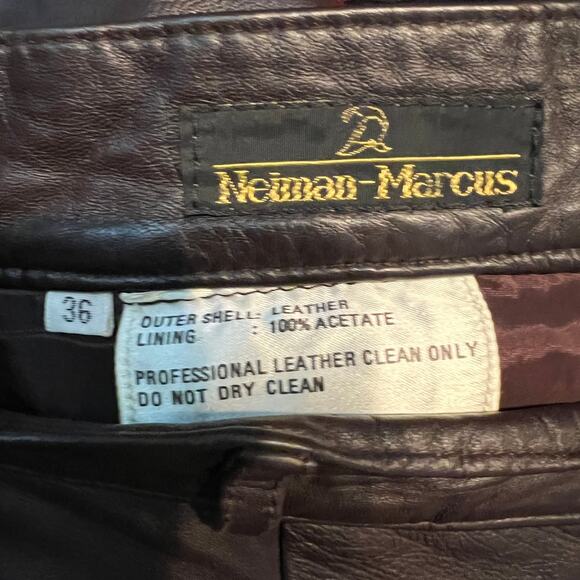 Neiman-Marcus
36
OUTER SHELL: LEATHER
LINING : 100% ACETATE
PROFESSIONAL LEATHER CLEAN ONLY
DO NOT DRY CLEAN